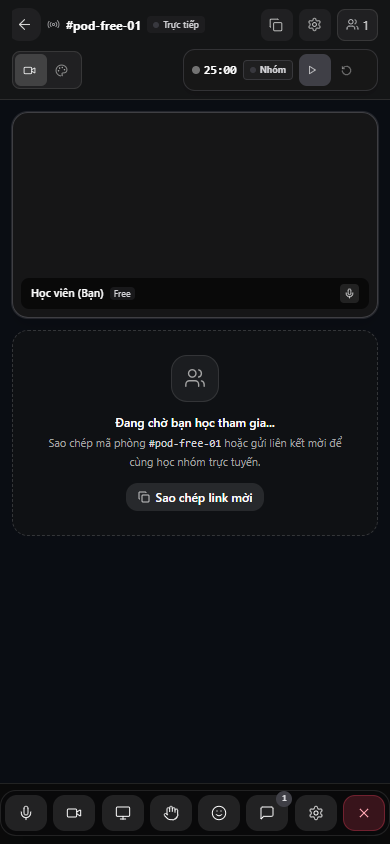 #pod-free-01 Trực tiếp 1
25:00 Nhóm
Học viên (Bạn) Free
Đang chờ bạn học tham gia...
Sao chép mã phòng #pod-free-01 hoặc gửi liên kết mời để
cùng học nhóm trực tuyến.
Sao chép link mời
1